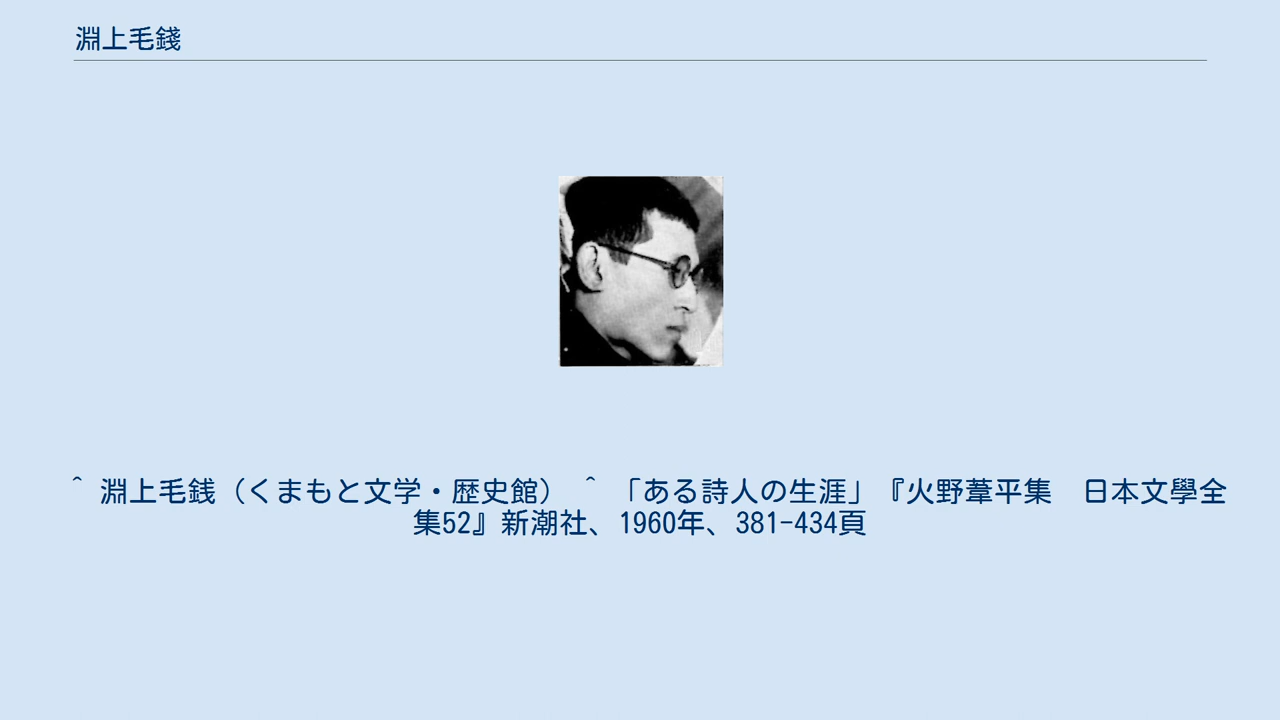 淵上毛錢
^ 淵上毛銭（くまもと文学・歴史館） ^ 「ある詩人の生涯」『火野葦平集　日本文學全
集52』新潮社、1960年、381-434頁